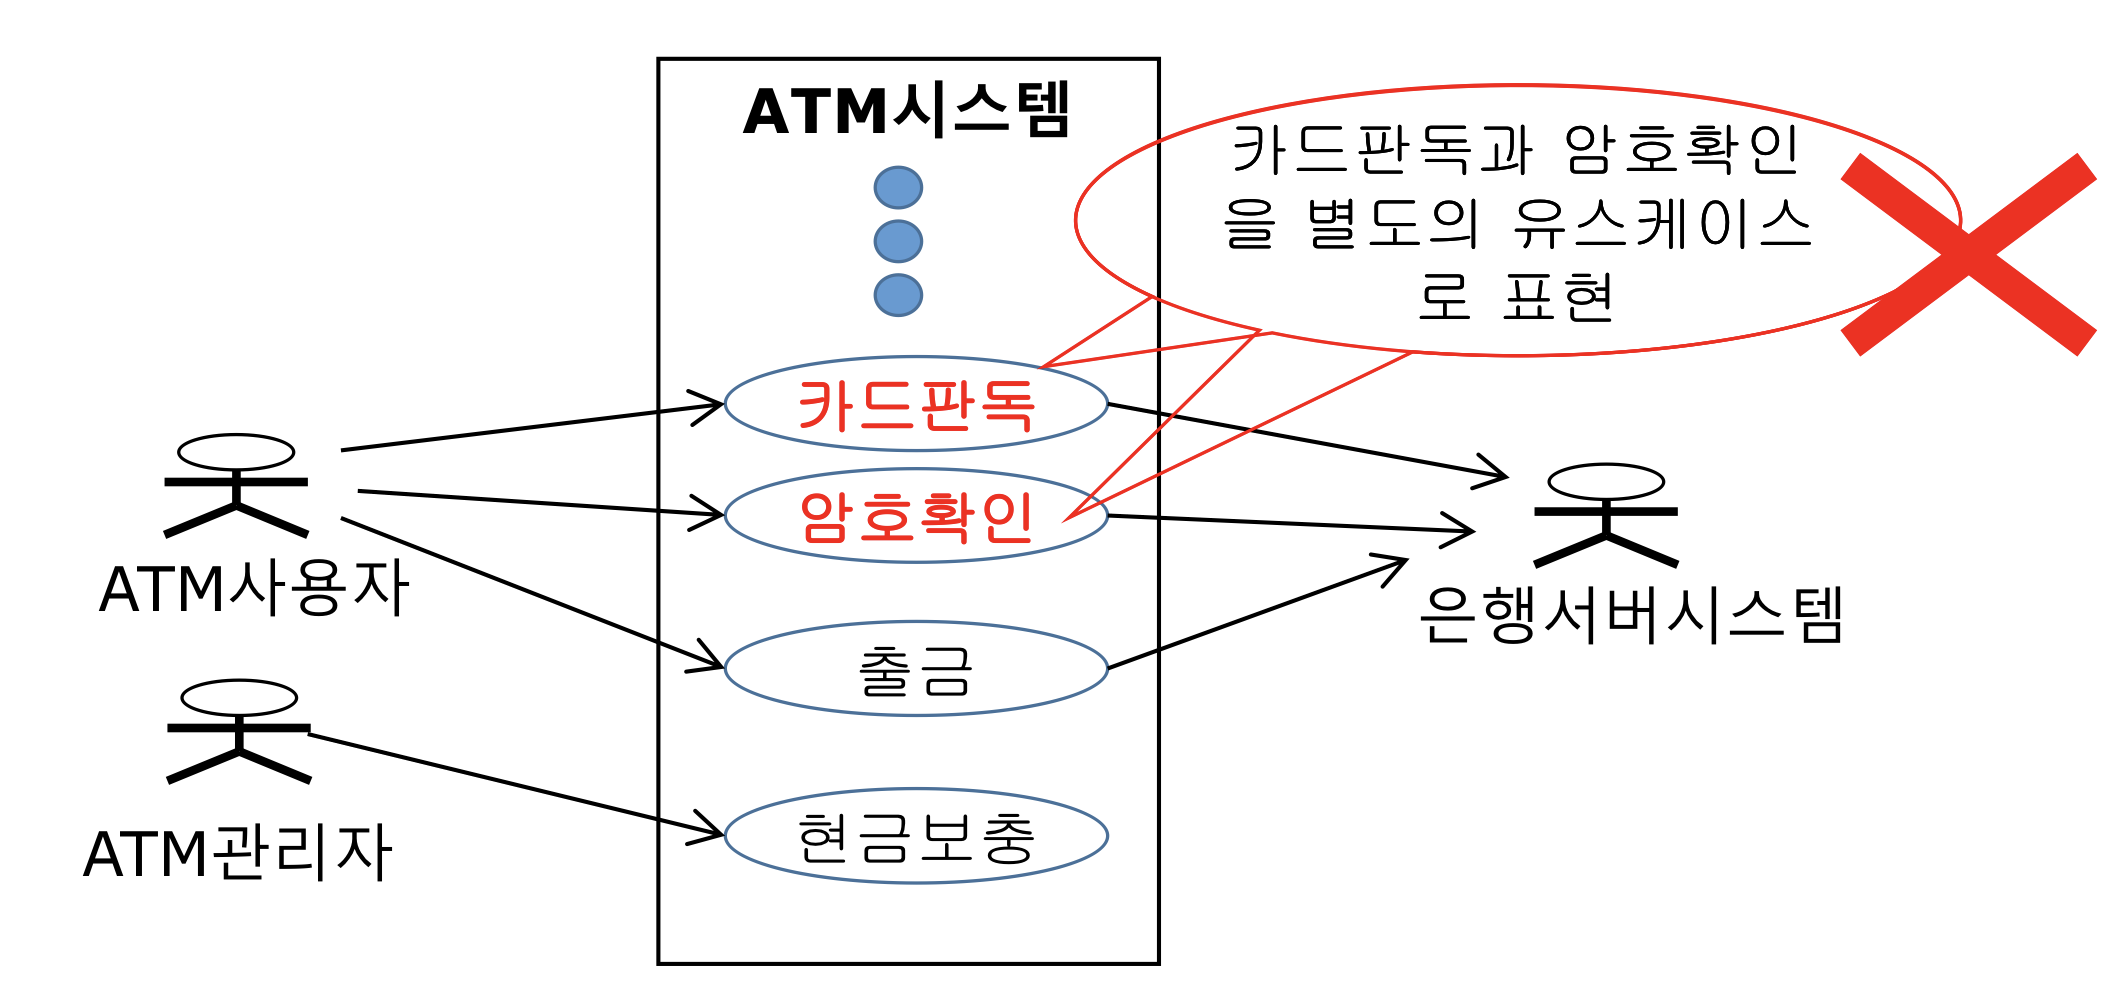 ATM시스템
카드판독과 암호확인
을 별도의 유스케이스
로 표현
카드판독
암호확인
ATM사용자
은행서버시스템
출금
ATM관리자
현금보충